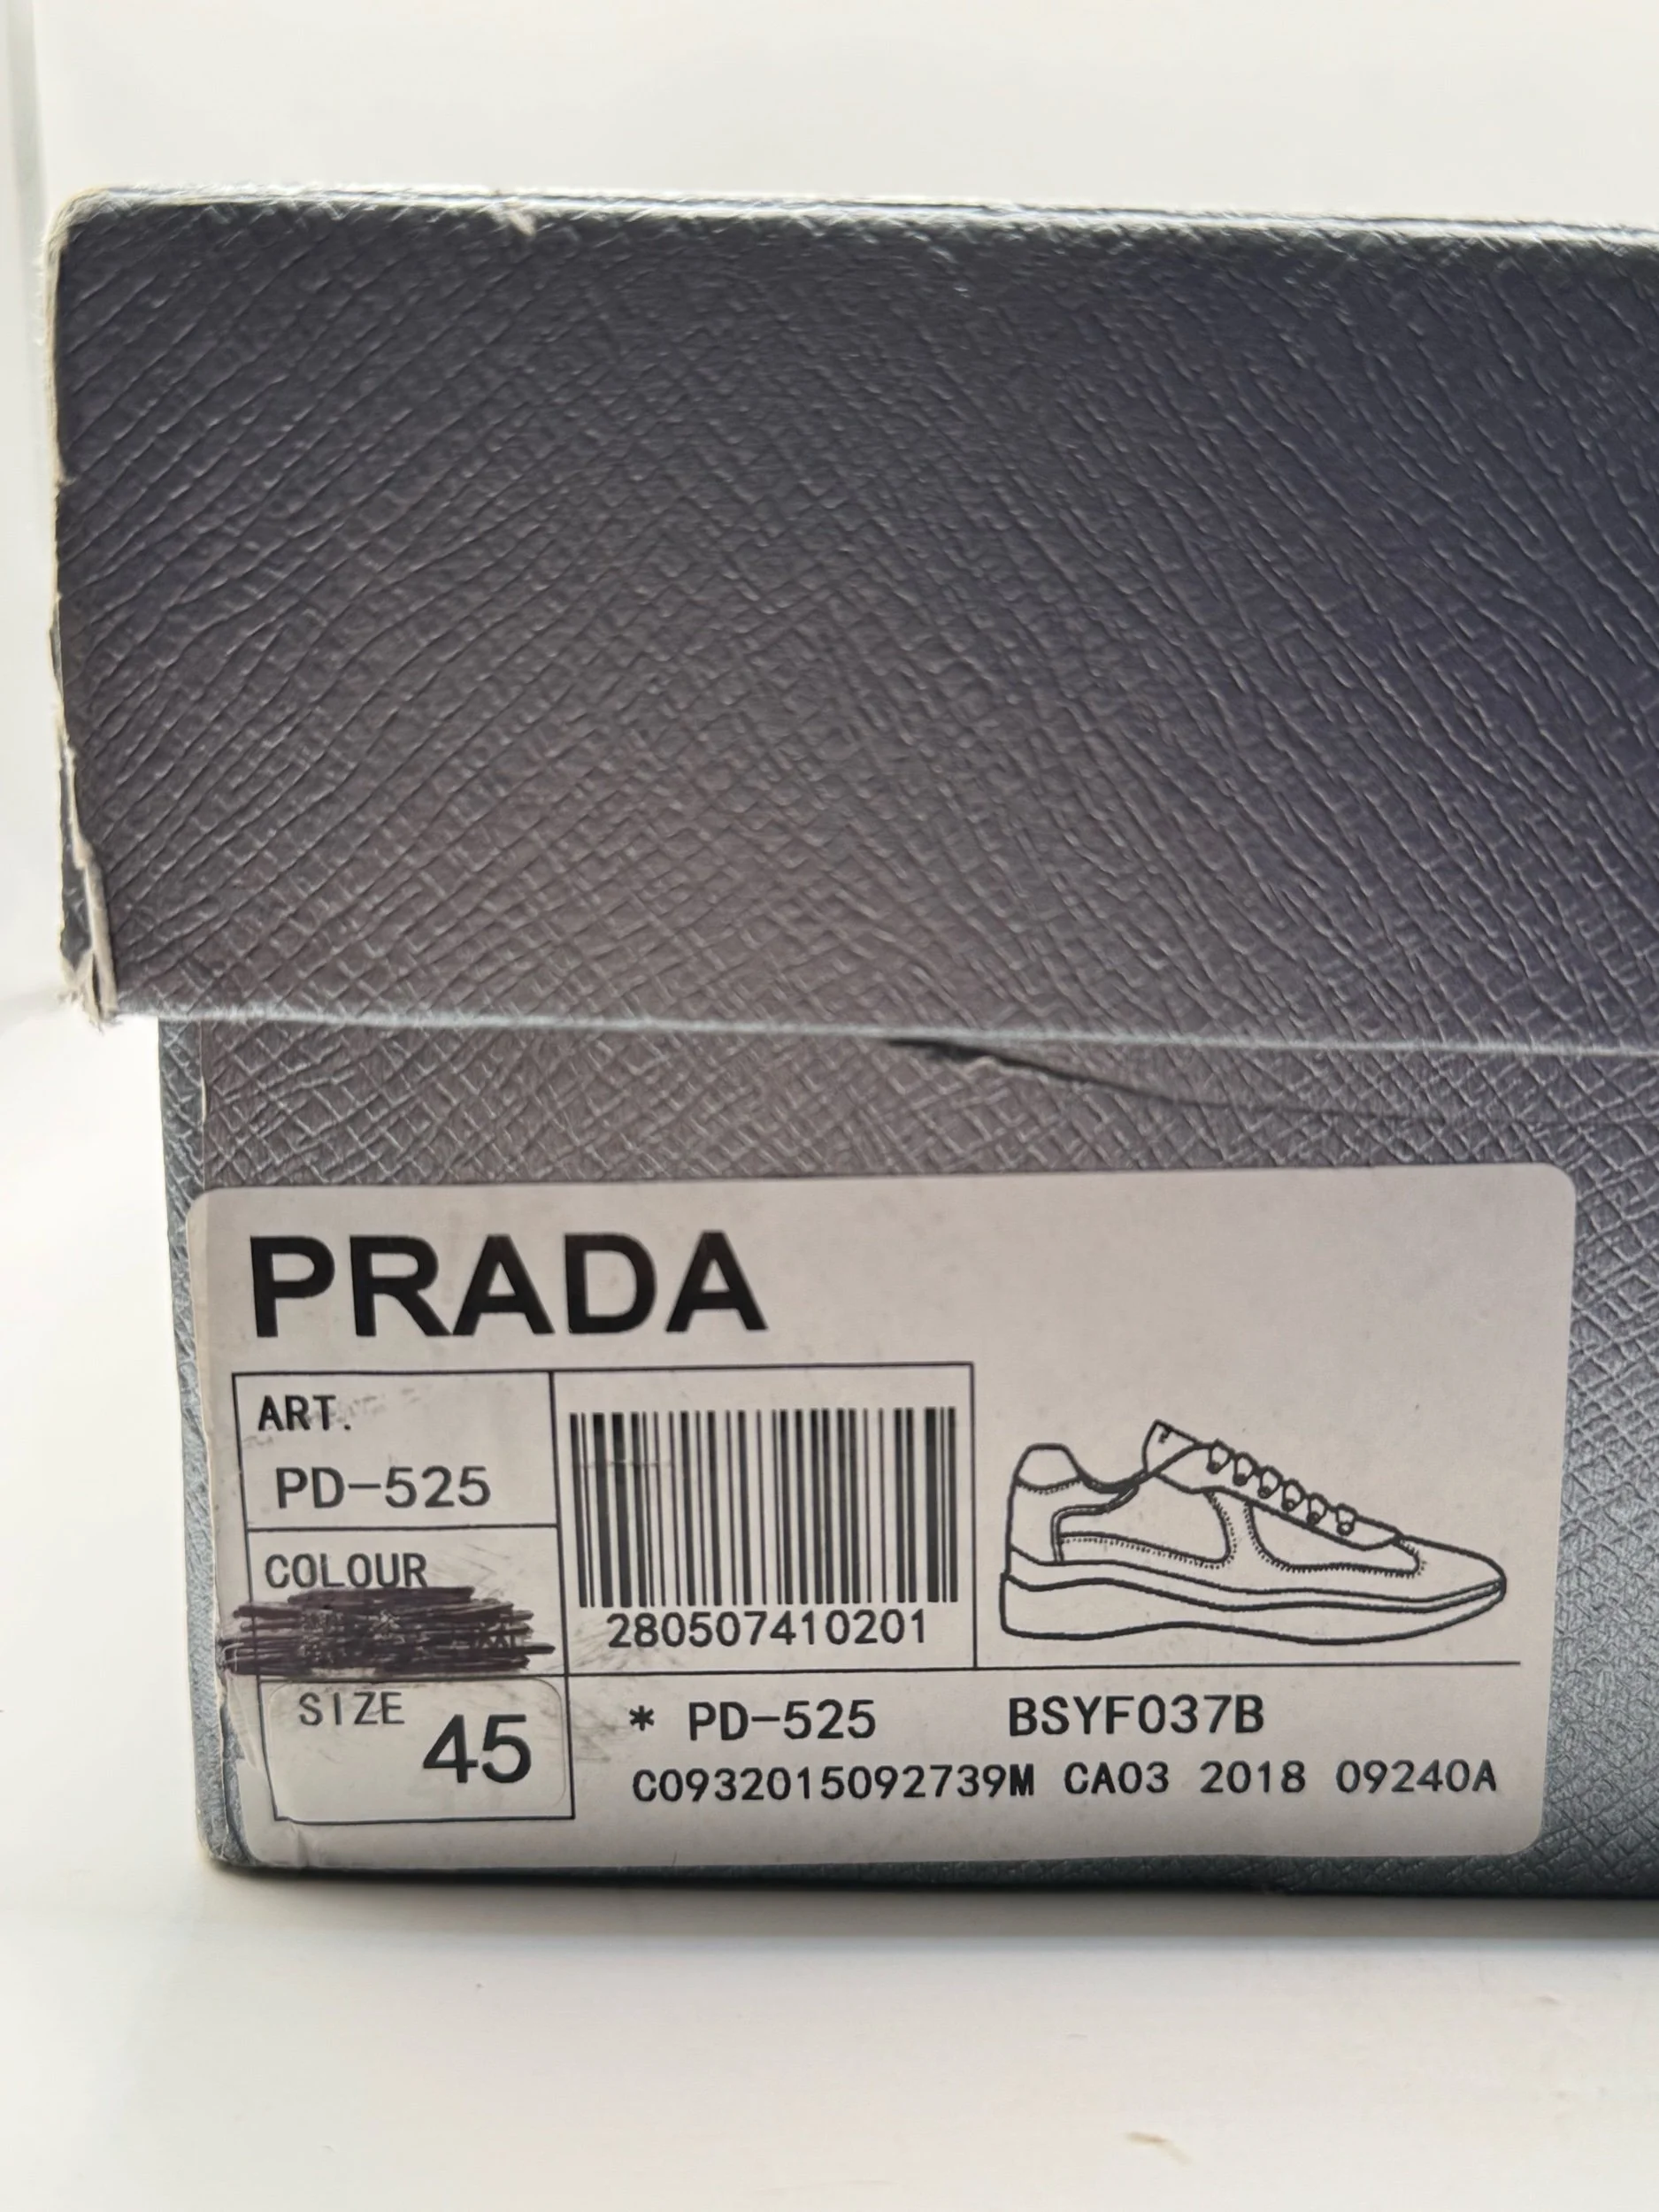 PRADA
ART.
PD-525
COLOUR
280507410201
SIZE 45
* PD-525 BSYF037B
C0932015092739M CA03 2018 09240A